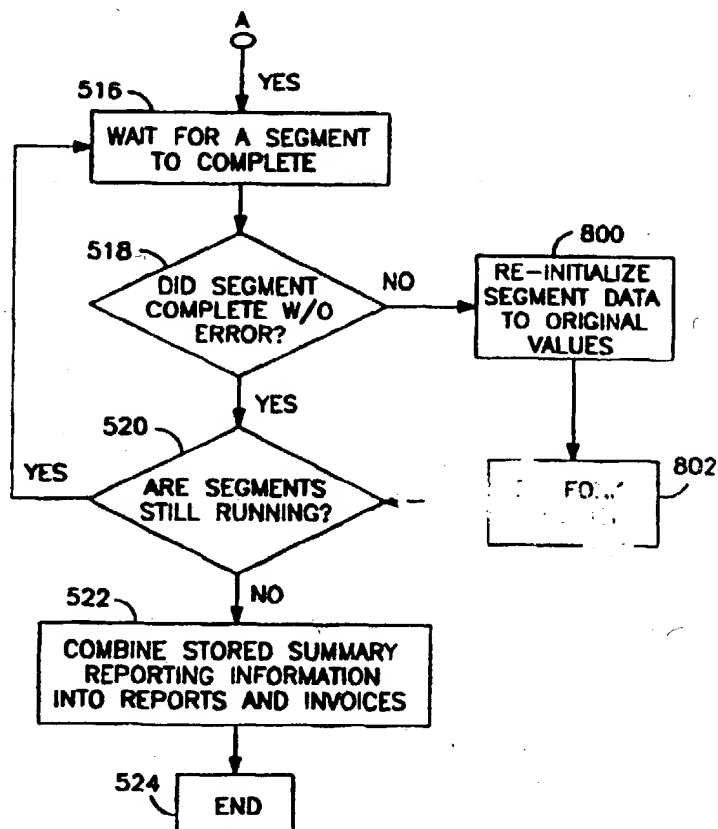 A
YES
516
WAIT FOR A SEGMENT
TO COMPLETE
518
DID SEGMENT
COMPLETE W/O
ERROR?
NO
800
RE-INITIALIZE
SEGMENT DATA
TO ORIGINAL
VALUES
YES
520
YES
ARE SEGMENTS
STILL RUNNING?
802
NO
522
COMBINE STORED SUMMARY
REPORTING INFORMATION
INTO REPORTS AND INVOICES
524
END